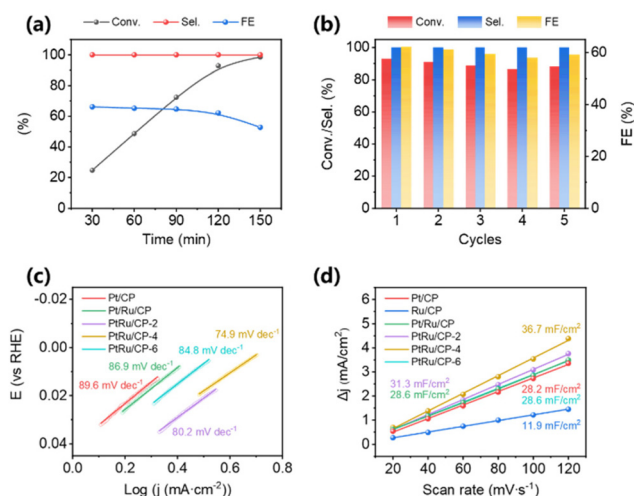 (a)
Conv. Sel. FE
100
80
60
40
20
0
(%)
30 60 90 120 150
Time (min)
(b)
Conv. Sel. FE
100
80
60
40
20
0
Conv./Sel. (%)
60
40
20
0
FE (%)
1 2 3 4 5
Cycles
(c)
Pt/CP
Pt/Ru/CP
PtRu/CP-2
PtRu/CP-4
PtRu/CP-6
-0.02
0.00
0.02
0.04
E (vs RHE)
74.9 mV dec⁻¹
86.9 mV dec⁻¹
84.8 mV dec⁻¹
89.6 mV dec⁻¹
80.2 mV dec⁻¹
0.0 0.2 0.4 0.6 0.8
Log (j (mA·cm⁻²)
(d)
Pt/CP
Ru/CP
Pt/Ru/CP
PtRu/CP-2
PtRu/CP-4
PtRu/CP-6
6
5
4
3
2
1
0
Δj (mA/cm²)
36.7 mF/cm²
31.3 mF/cm²
28.6 mF/cm²
28.2 mF/cm²
28.6 mF/cm²
11.9 mF/cm²
20 40 60 80 100 120
Scan rate (mV·s⁻¹)